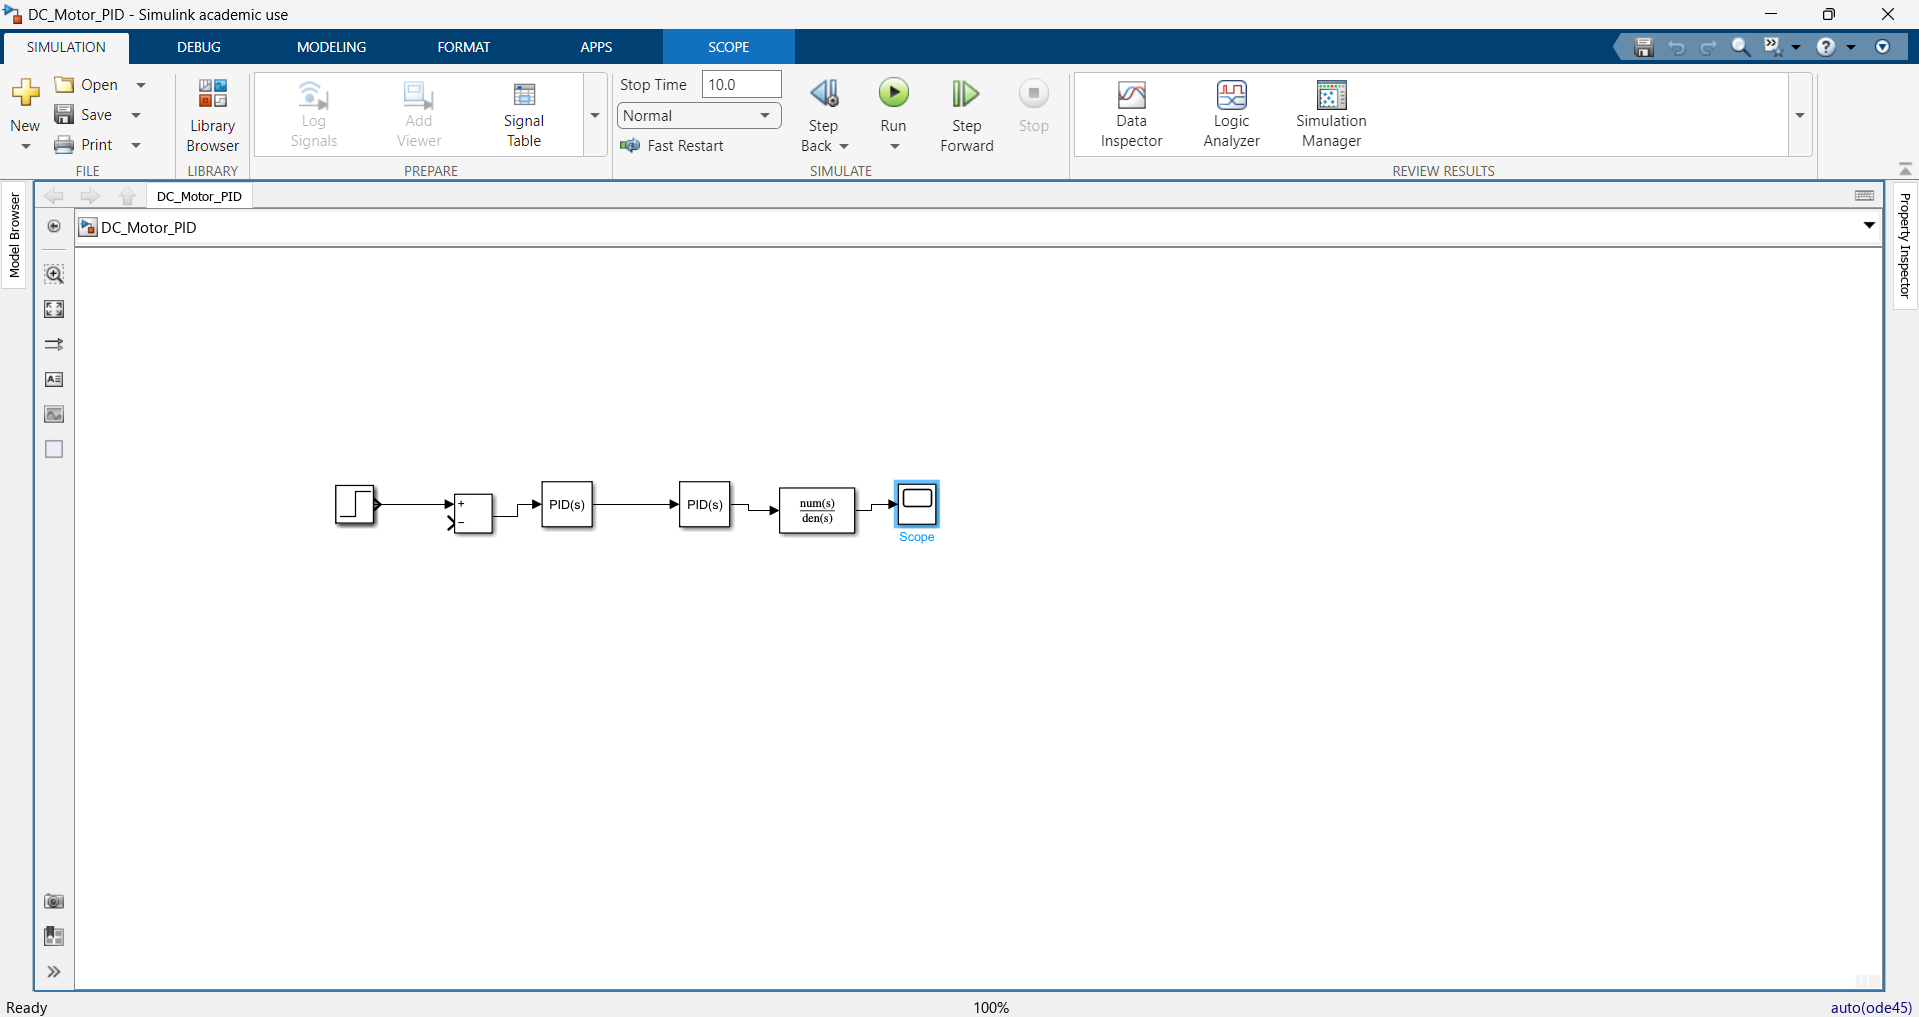 DC_Motor_PID - Simulink academic use
SIMULATION DEBUG MODELING FORMAT APPS SCOPE
New
Open
Save
Print
FILE
Library
Browser
LIBRARY
Log
Signals
Add
Viewer
Signal
Table
PREPARE
Stop Time 10.0
Normal
Fast Restart
Step
Back
Run
Step
Forward
Stop
SIMULATE
Data
Inspector
Logic
Analyzer
Simulation
Manager
REVIEW RESULTS
Model Browser
DC_Motor_PID
DC_Motor_PID
Property Inspector
+
−
PID(s)
PID(s)
num(s)
den(s)
Scope
Ready
100%
auto(ode45)